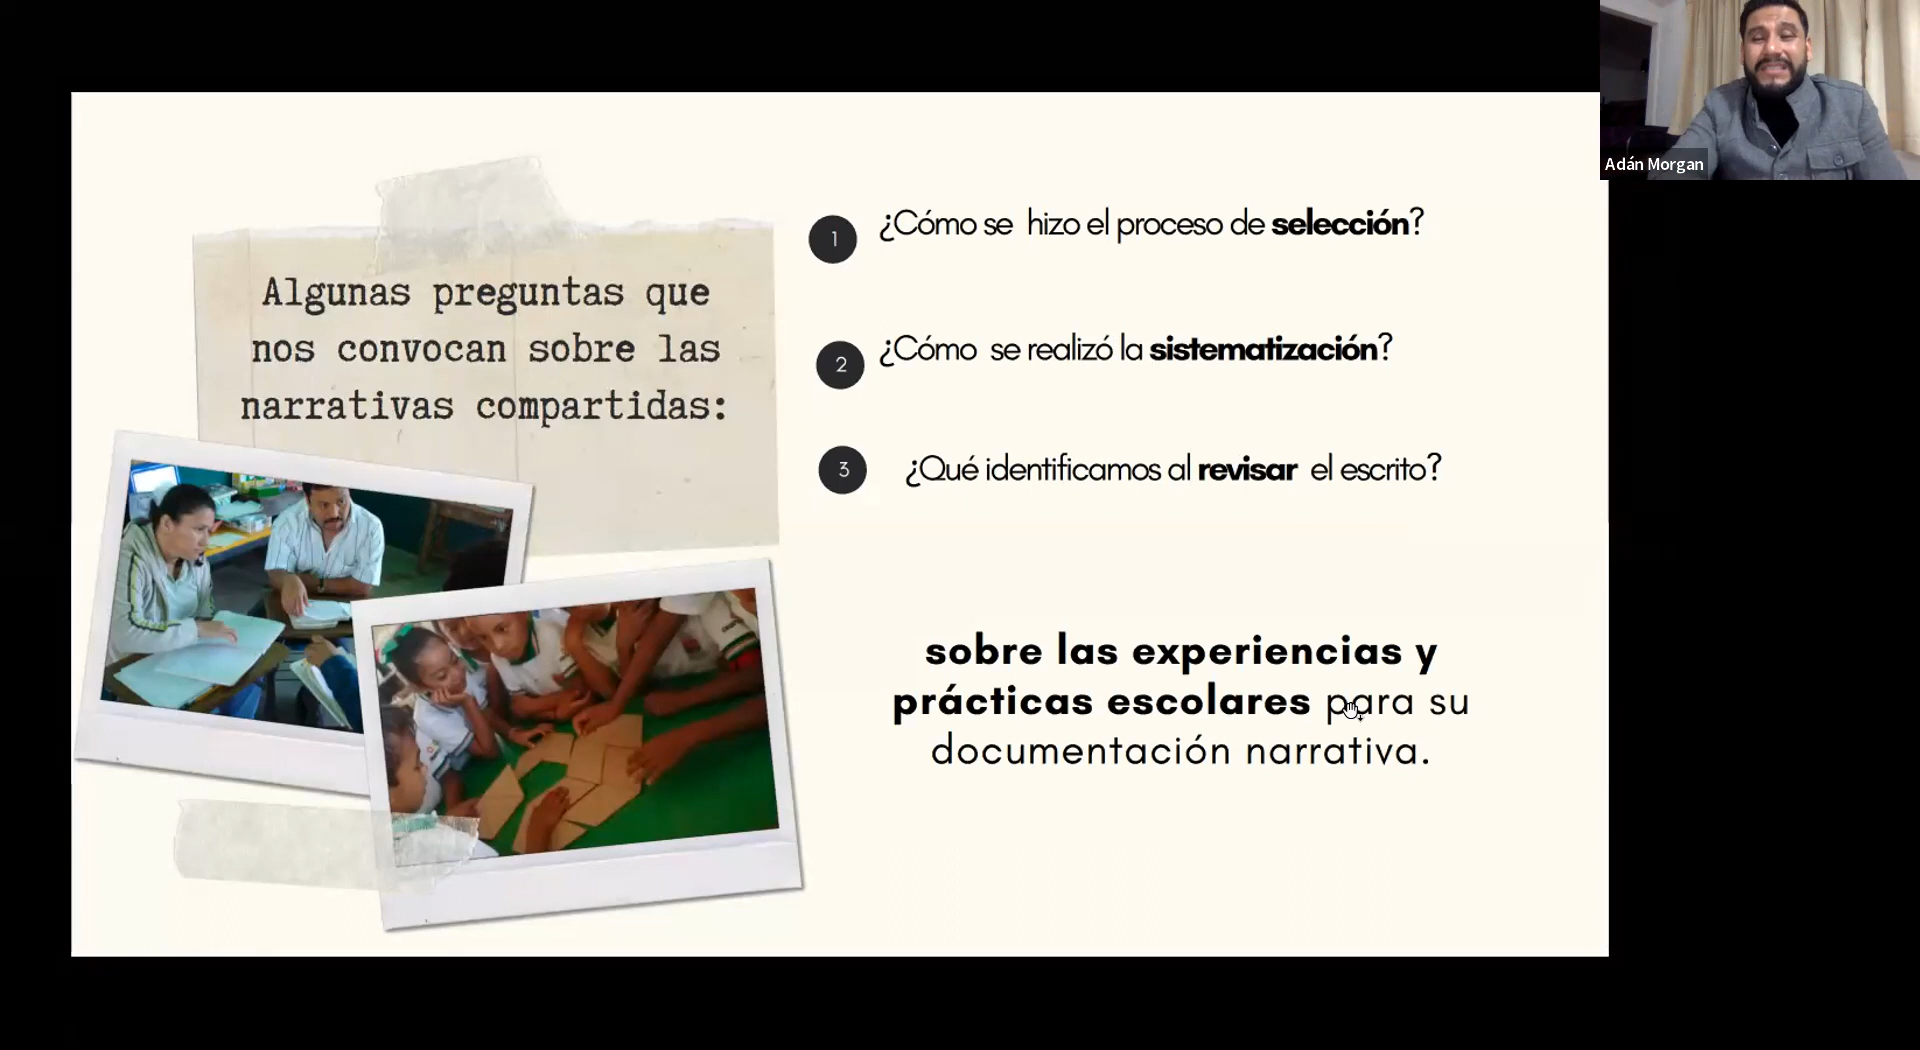 Adán Morgan
Algunas preguntas que
nos convocan sobre las
narrativas compartidas:
1 ¿Cómo se hizo el proceso de selección?
2 ¿Cómo se realizó la sistematización?
3 ¿Qué identificamos al revisar el escrito?
sobre las experiencias y
prácticas escolares para su
documentación narrativa.